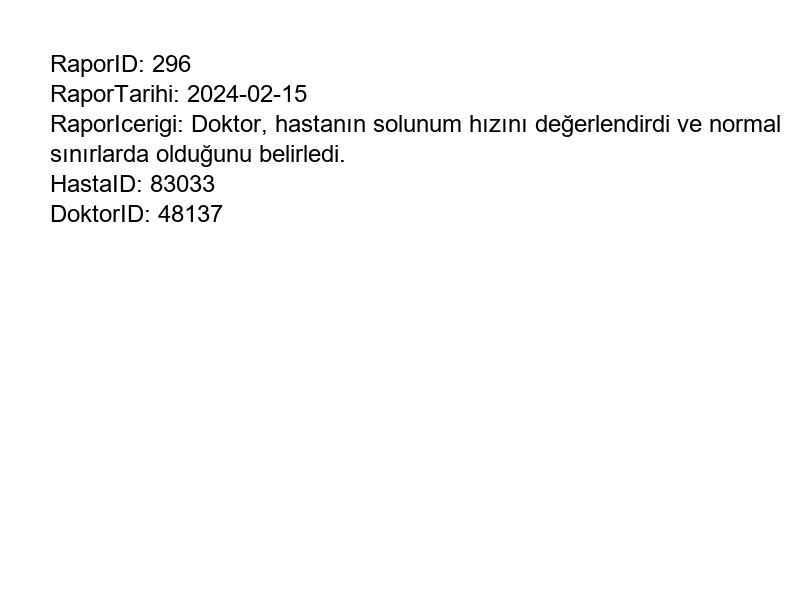 RaporID: 296
RaporTarihi: 2024-02-15
RaporIcerigi: Doktor, hastanın solunum hızını değerlendirdi ve normal
sınırlarda olduğunu belirledi.
HastaID: 83033
DoktorID: 48137